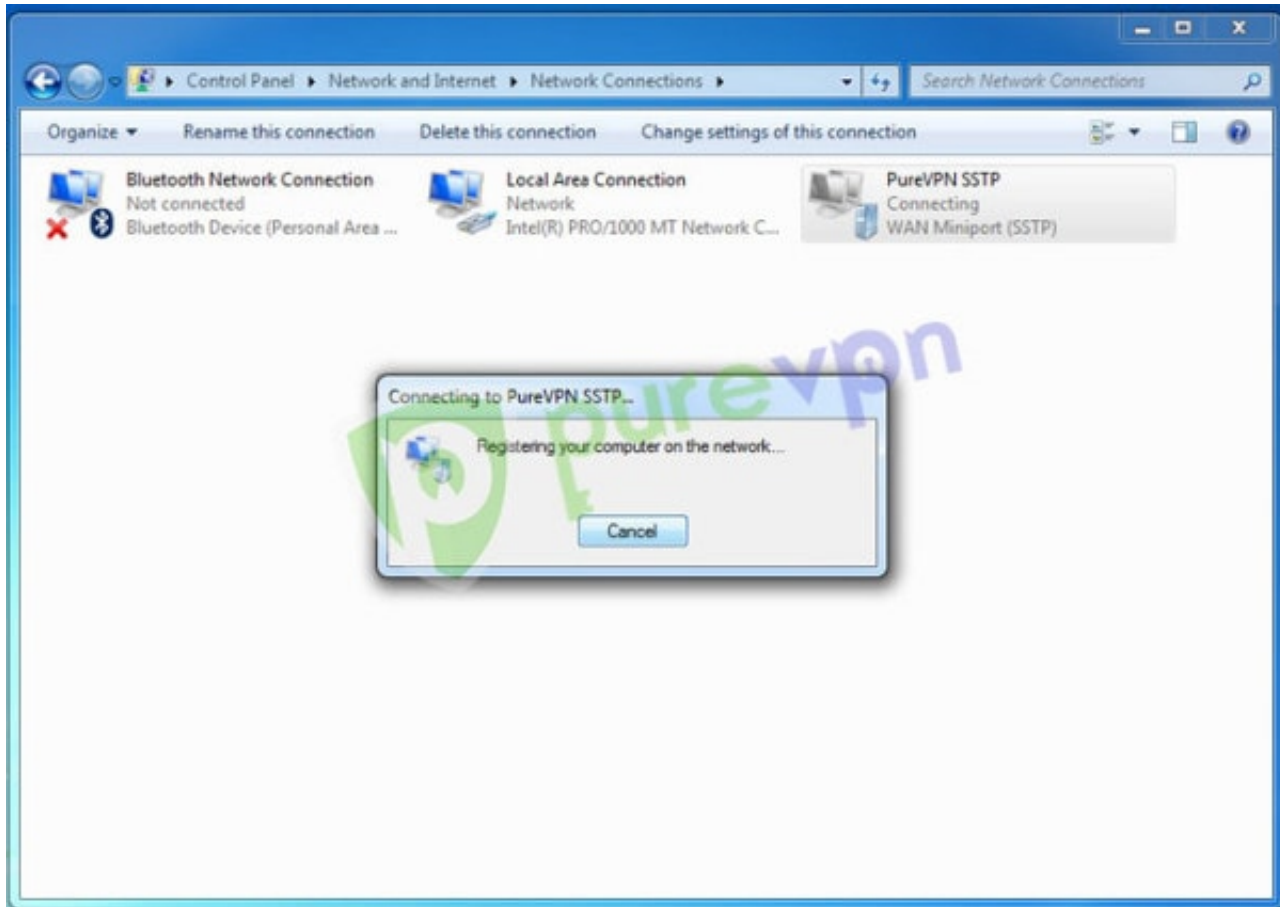 Control Panel Network and Internet Network Connections
Search Network Connections
Organize Rename this connection Delete this connection Change settings of this connection
Bluetooth Network Connection
Not connected
Bluetooth Device (Personal Area ...
Local Area Connection
Network
Intel(R) PRO/1000 MT Network C...
PureVPN SSTP
Connecting
WAN Miniport (SSTP)
purevpn
Connecting to PureVPN SSTP...
Registering your computer on the network...
Cancel